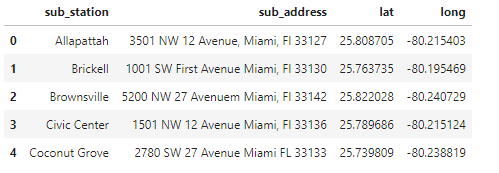 sub_station sub_address lat long
0 Allapattah 3501 NW 12 Avenue, Miami, Fl 33127 25.808705 -80.215403
1 Brickell 1001 SW First Avenue Miami, Fl 33130 25.763735 -80.195469
2 Brownsville 5200 NW 27 Avenuem Miami, Fl 33142 25.822028 -80.240729
3 Civic Center 1501 NW 12 Avenue Miami, Fl 33136 25.789686 -80.215124
4 Coconut Grove 2780 SW 27 Avenue Miami FL 33133 25.739809 -80.238819